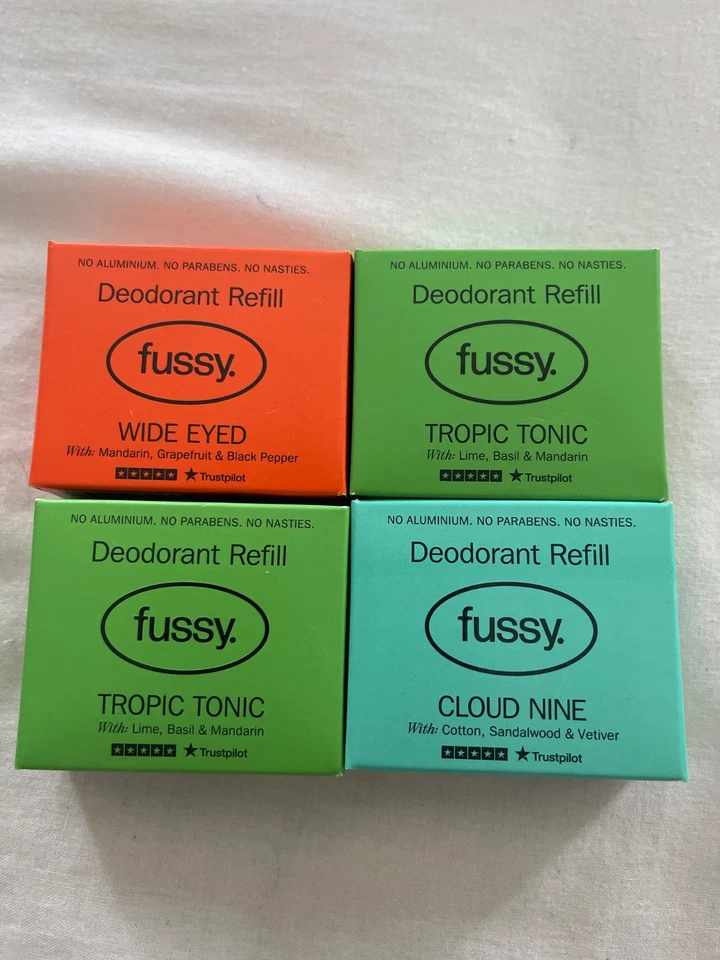 NO ALUMINIUM. NO PARABENS. NO NASTIES.
Deodorant Refill
fussy.
WIDE EYED
With: Mandarin, Grapefruit & Black Pepper
Trustpilot
NO ALUMINIUM. NO PARABENS. NO NASTIES.
Deodorant Refill
fussy.
TROPIC TONIC
With: Lime, Basil & Mandarin
Trustpilot
NO ALUMINIUM. NO PARABENS. NO NASTIES.
Deodorant Refill
fussy.
TROPIC TONIC
With: Lime, Basil & Mandarin
Trustpilot
NO ALUMINIUM. NO PARABENS. NO NASTIES.
Deodorant Refill
fussy.
CLOUD NINE
With: Cotton, Sandalwood & Vetiver
Trustpilot